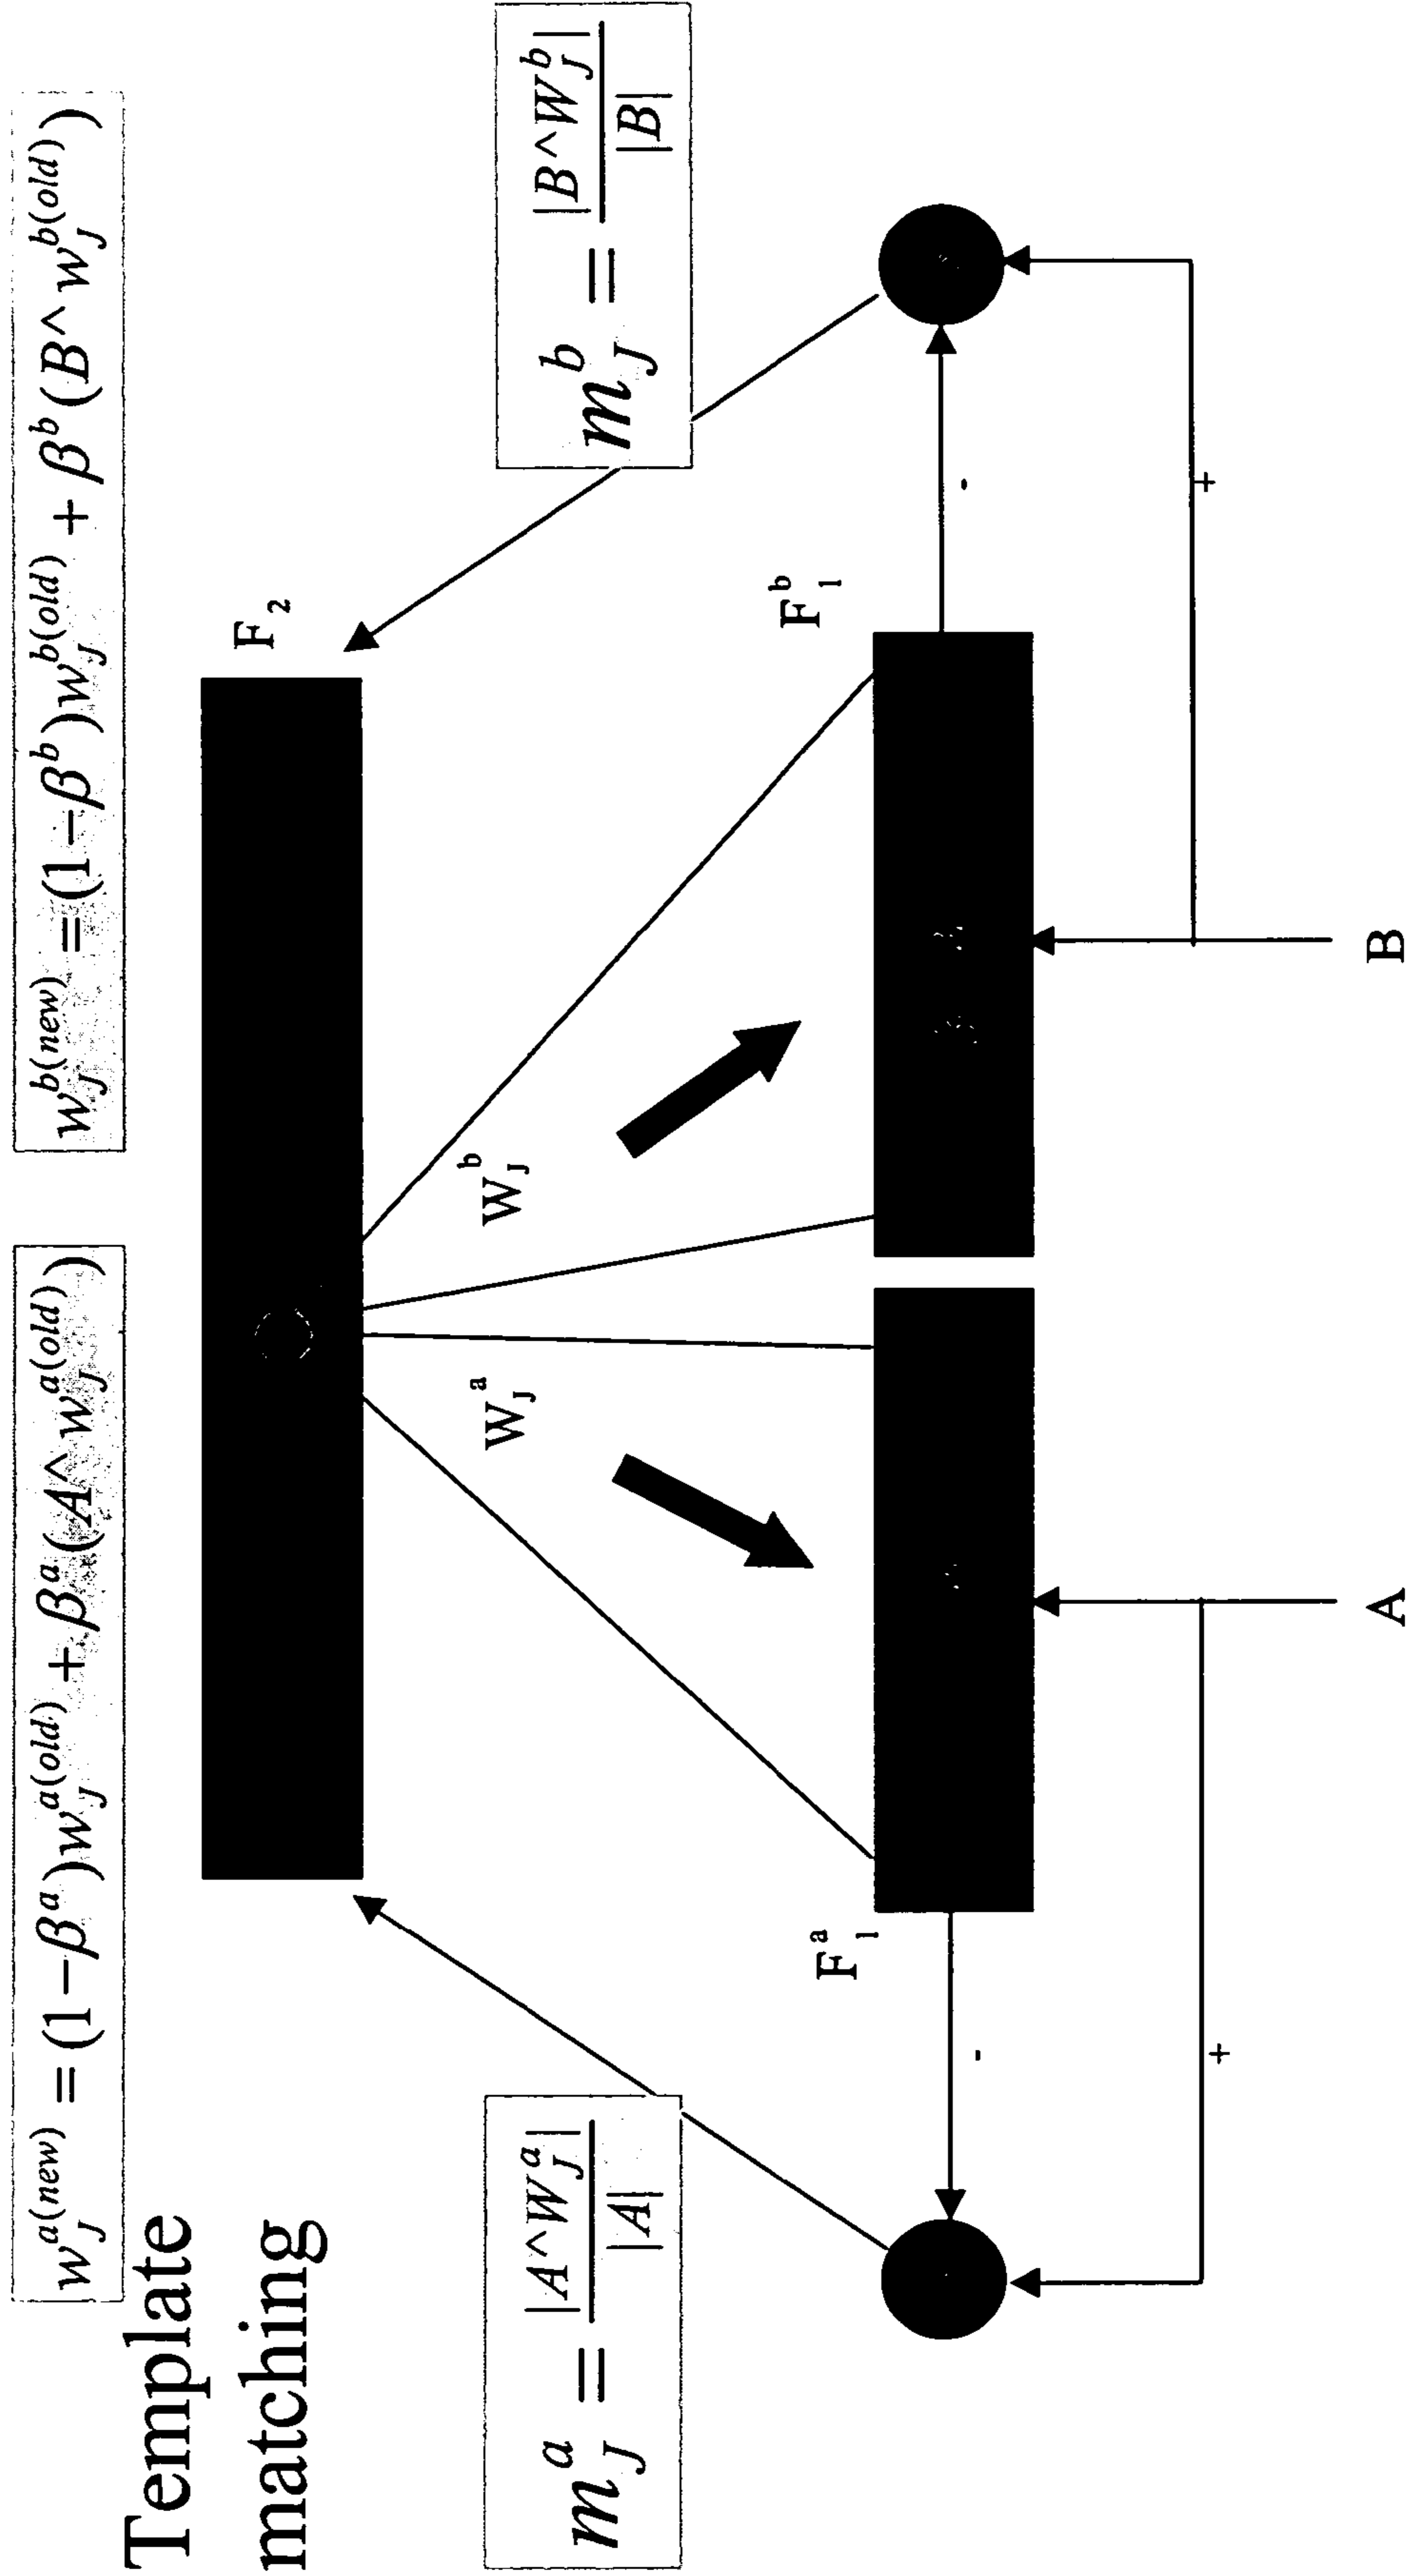 w_J^{a(new)} = (1-β^a)w_J^{a(old)} + β^a(A^w_J^{a(old)})
w_J^{b(new)} = (1-β^b)w_J^{b(old)} + β^b(B^w_J^{b(old)})
Template
matching
F_2
m_J^a = |A^W_J^a| / |A|
W_J^a
W_J^b
m_J^b = |B^W_J^b| / |B|
F_1^a
F_1^b
-
-
+
+
A
B